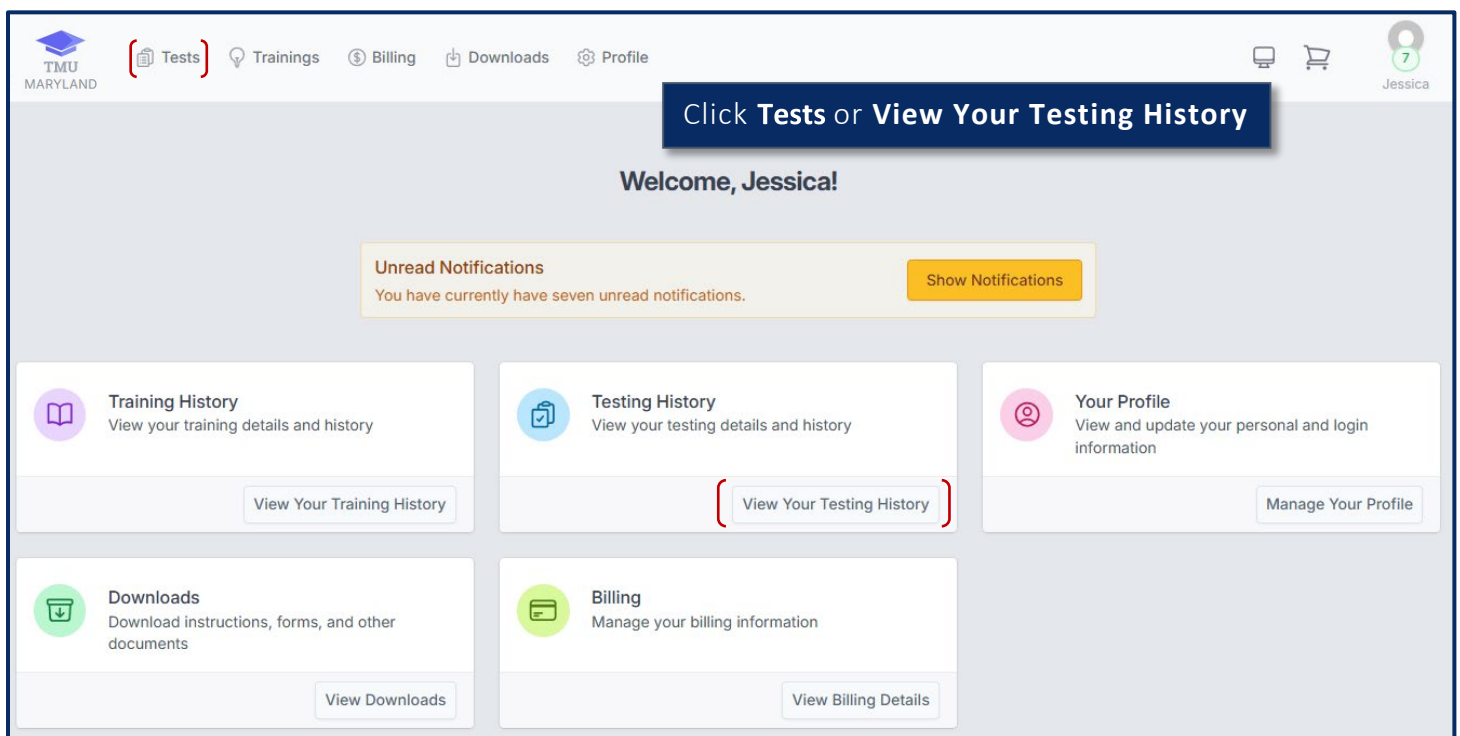 TMU
MARYLAND
Tests
Trainings
Billing
Downloads
Profile
7
Jessica
Click Tests or View Your Testing History
Welcome, Jessica!
Unread Notifications
You have currently have seven unread notifications.
Show Notifications
Training History
View your training details and history
View Your Training History
Testing History
View your testing details and history
View Your Testing History
Your Profile
View and update your personal and login
information
Manage Your Profile
Downloads
Download instructions, forms, and other
documents
View Downloads
Billing
Manage your billing information
View Billing Details